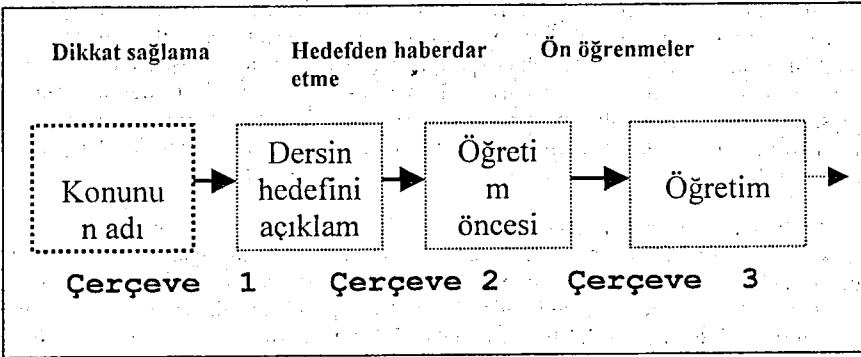 Dikkat sağlama
Hedefden haberdar
etme
Ön öğrenmeler
Konunu
n adı
Dersin
hedefini
açıklam
Öğreti
m
öncesi
Öğretim
Çerçeve 1
Çerçeve 2
Çerçeve 3